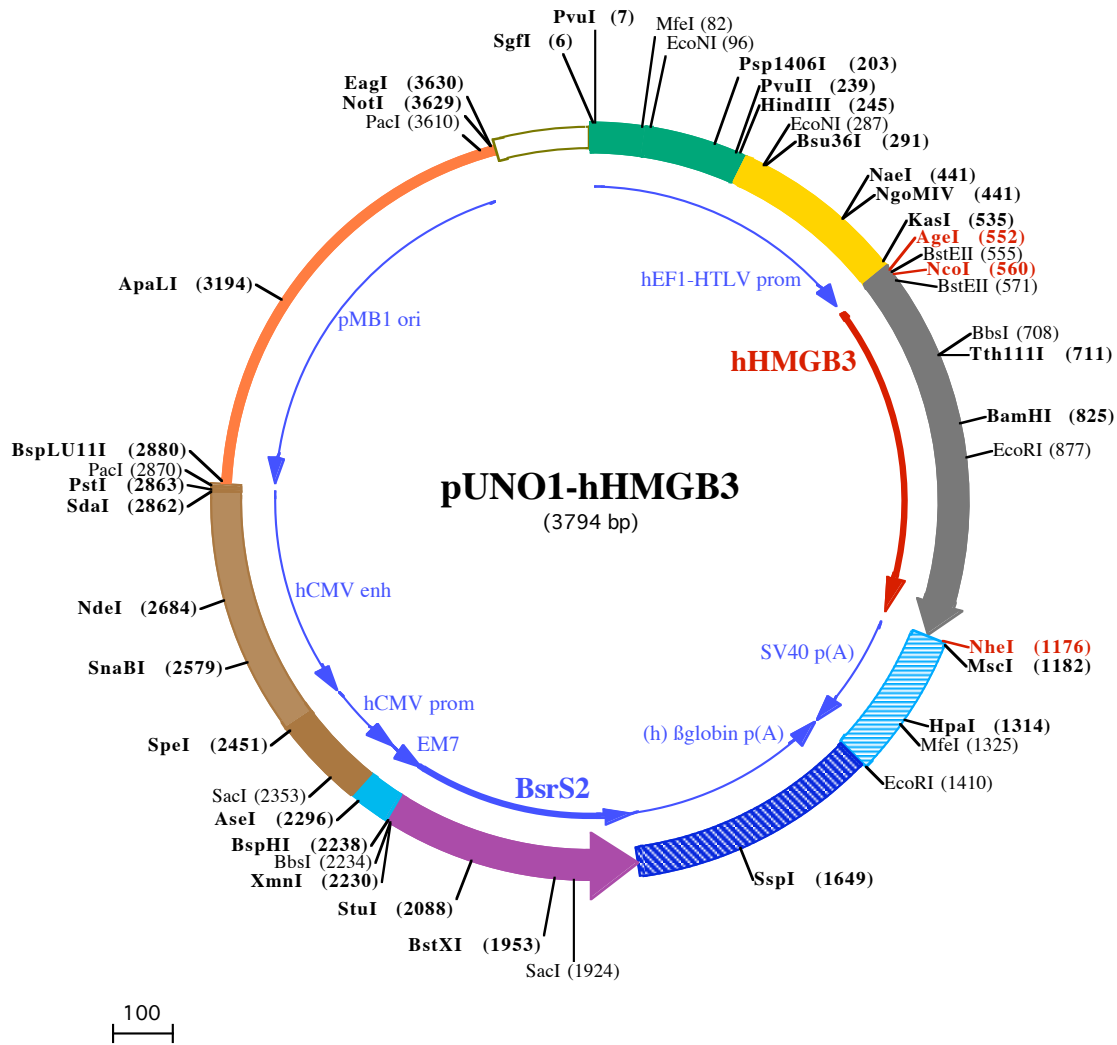 PvuI (7)
SgfI (6)
MfeI (82)
EcoNI (96)
Psp1406I (203)
PvuII (239)
HindIII (245)
EcoNI (287)
Bsu36I (291)
NaeI (441)
NgoMIV (441)
KasI (535)
AgeI (552)
BstEII (555)
NcoI (560)
BstEII (571)
BbsI (708)
Tth111I (711)
BamHI (825)
EcoRI (877)
NheI (1176)
MscI (1182)
HpaI (1314)
MfeI (1325)
EcoRI (1410)
SspI (1649)
SacI (1924)
BstXI (1953)
StuI (2088)
XmnI (2230)
BbsI (2234)
BspHI (2238)
AseI (2296)
SacI (2353)
SpeI (2451)
SnaBI (2579)
NdeI (2684)
SdaI (2862)
PstI (2863)
PacI (2870)
BspLU11I (2880)
ApaLI (3194)
PacI (3610)
NotI (3629)
EagI (3630)
hEF1-HTLV prom
hHMGB3
SV40 p(A)
(h) ßglobin p(A)
BsrS2
EM7
hCMV prom
hCMV enh
pMB1 ori
pUNO1-hHMGB3
(3794 bp)
100